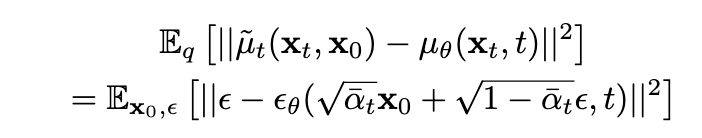 𝔼_q [||μ̃_t(𝐱_t, 𝐱_0) − μ_θ(𝐱_t, t)||²]
= 𝔼_{𝐱_0,ϵ} [||ϵ − ϵ_θ(√ᾱ_t 𝐱_0 + √(1 − ᾱ_t) ϵ, t)||²]